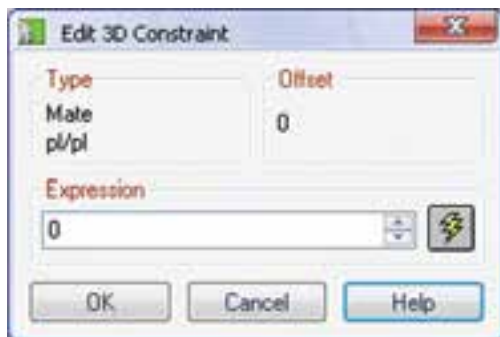 Edit 3D Constraint
Type
Mate
pl/pl
Offset
0
Expression
0
OK
Cancel
Help